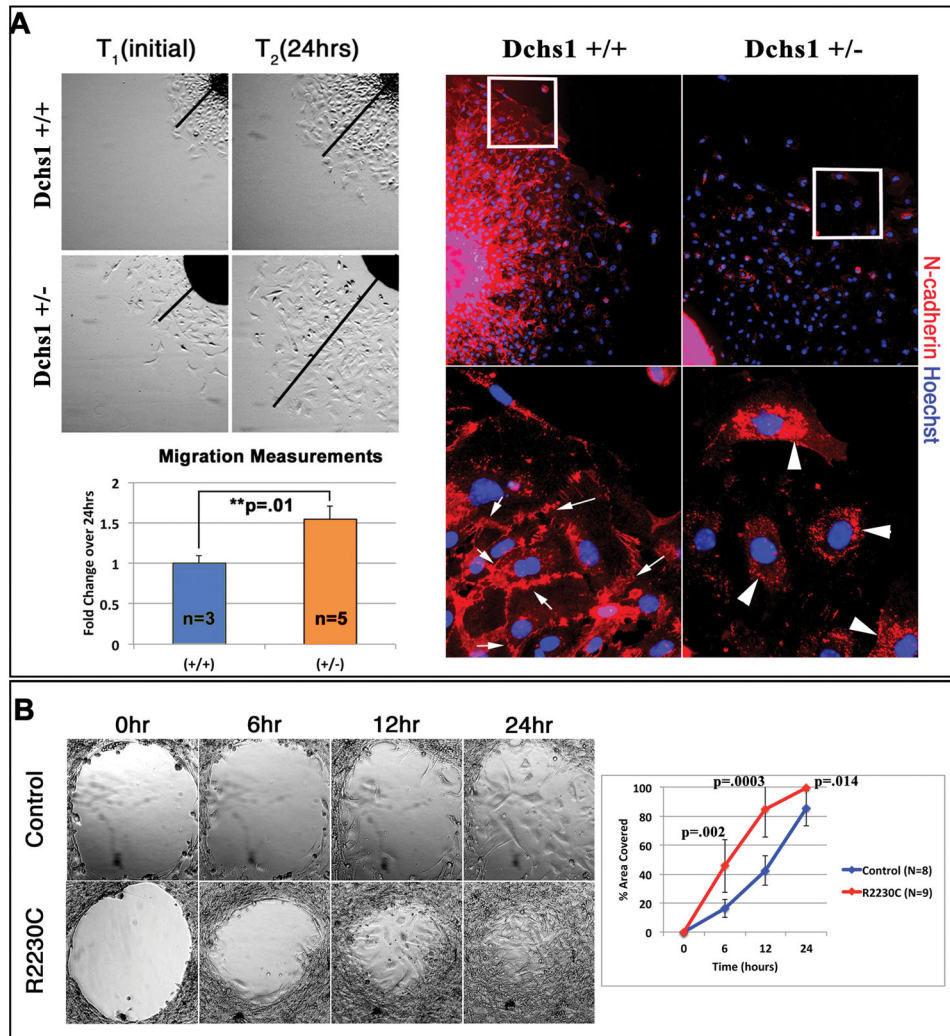 A
T1(initial)
T2(24hrs)
Dchs1 +/+
Dchs1 +/-
Dchs1 +/+
Dchs1 +/-
N-cadherin Hoechst
Migration Measurements
Fold Change over 24hrs
2
1.5
1
0.5
0
**p=.01
n=3
n=5
(+/+)
(+/-)
B
0hr
6hr
12hr
24hr
Control
R2230C
% Area Covered
100
80
60
40
20
0
p=.002
p=.0003
p=.014
0
6
12
24
Time (hours)
Control (N=8)
R2230C (N=9)